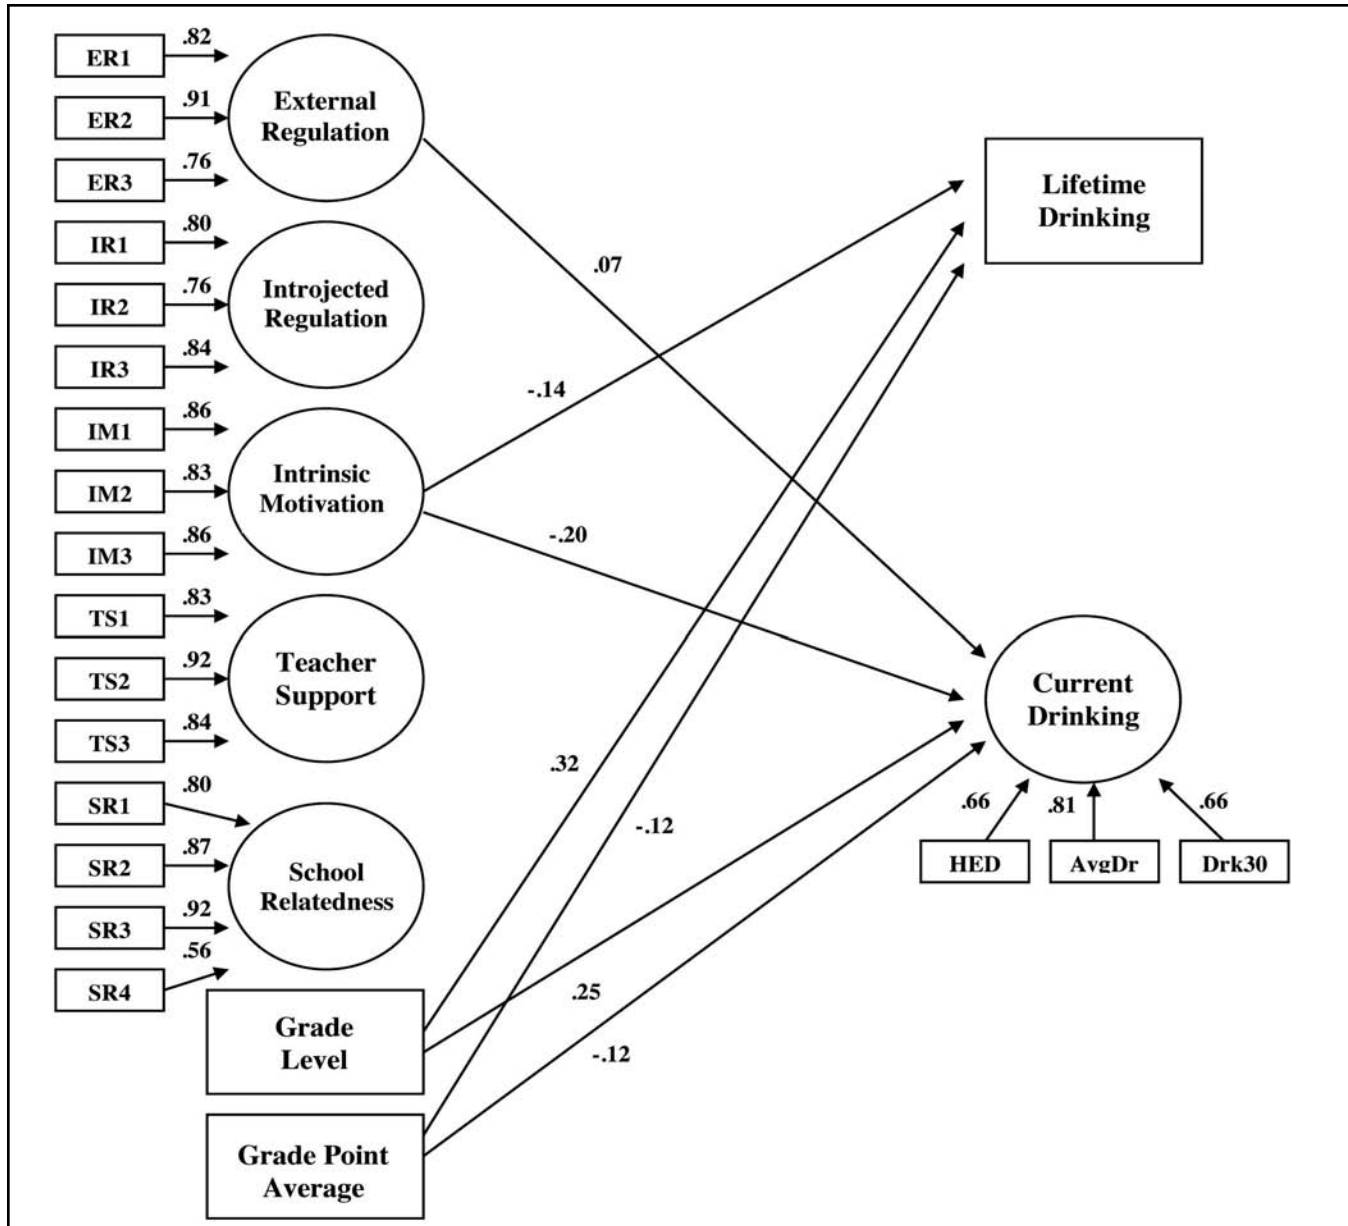 ER1
.82
ER2
.91
ER3
.76
External
Regulation
IR1
.80
IR2
.76
IR3
.84
Introjected
Regulation
IM1
.86
IM2
.83
IM3
.86
Intrinsic
Motivation
TS1
.83
TS2
.92
TS3
.84
Teacher
Support
SR1
.80
SR2
.87
SR3
.92
SR4
.56
School
Relatedness
Grade
Level
Grade Point
Average
.07
-.14
-.20
.32
-.12
.25
-.12
Lifetime
Drinking
Current
Drinking
.66
.81
.66
HED
AvgDr
Drk30